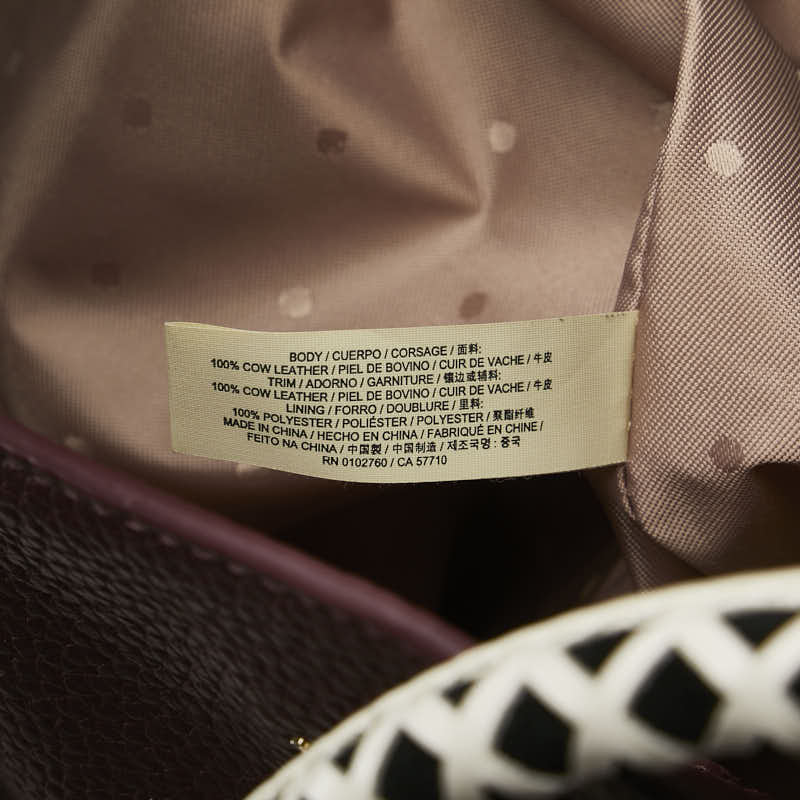 BODY / CUERPO / CORSAGE / 面料:
100% COW LEATHER / PIEL DE BOVINO / CUIR DE VACHE / 牛皮
TRIM / ADORNO / GARNITURE / 镶边或辅料:
100% COW LEATHER / PIEL DE BOVINO / CUIR DE VACHE / 牛皮
LINING / FORRO / DOUBLURE / 里料:
100% POLYESTER / POLIÉSTER / POLYESTER / 聚酯纤维
MADE IN CHINA / HECHO EN CHINA / FABRIQUÉ EN CHINE /
FEITO NA CHINA / 中国製 / 中国制造 / 제조국명 : 중국
RN 0102760 / CA 57710